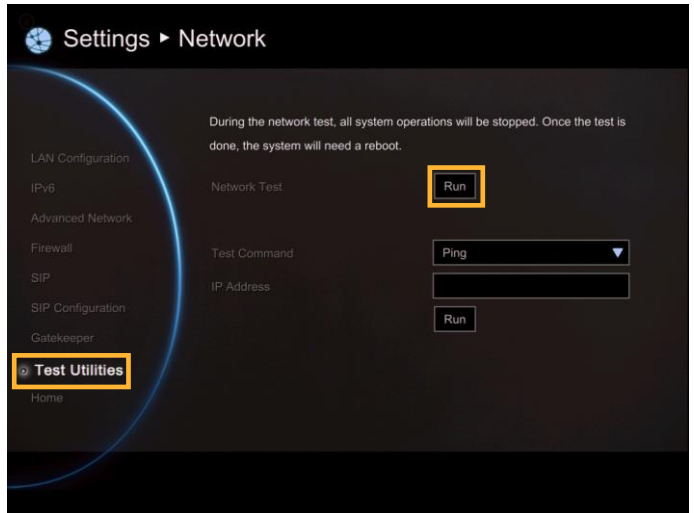 Settings ▸ Network
During the network test, all system operations will be stopped. Once the test is
done, the system will need a reboot.
LAN Configuration
IPv6
Advanced Network
Firewall
SIP
SIP Configuration
Gatekeeper
Test Utilities
Home
Network Test
Run
Test Command
Ping
IP Address
Run